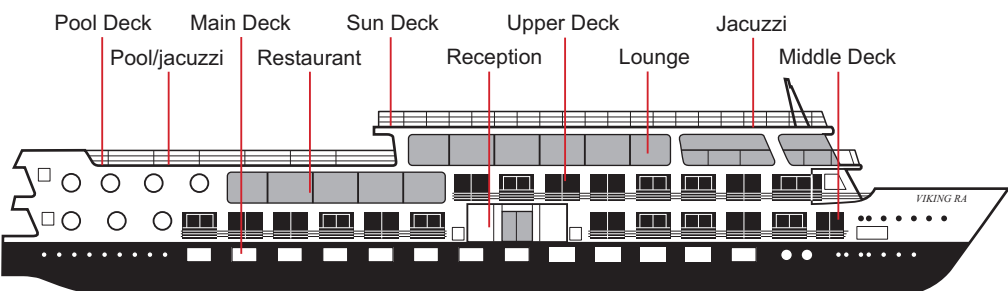 Pool Deck
Main Deck
Sun Deck
Upper Deck
Jacuzzi
Pool/jacuzzi
Restaurant
Reception
Lounge
Middle Deck
VIKING RA